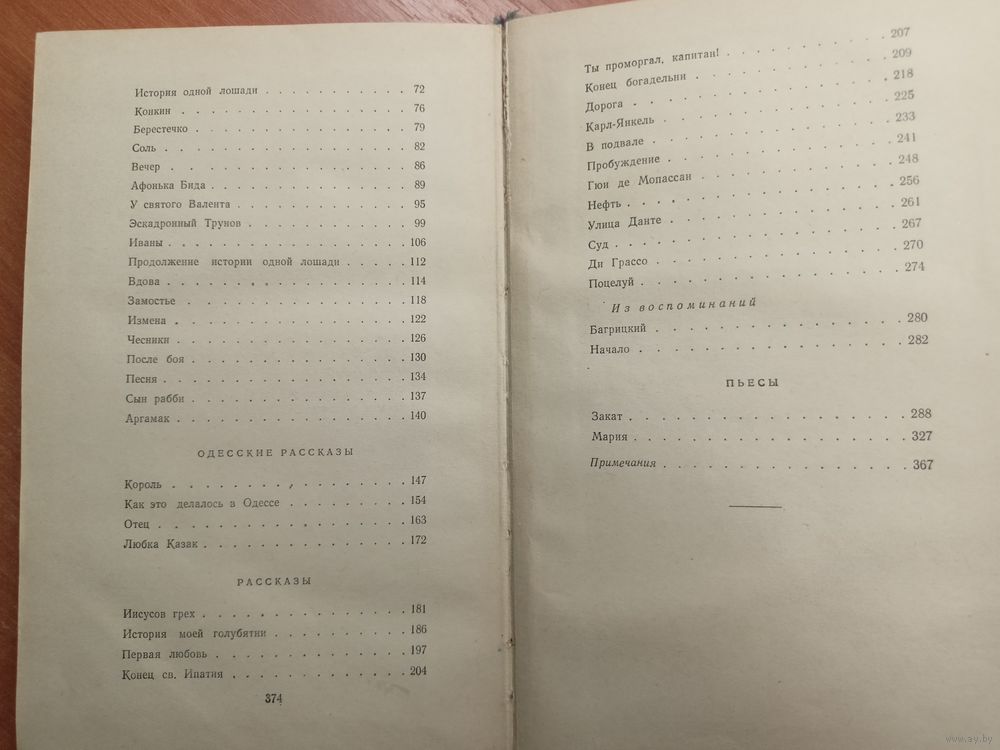 История одной лошади . . . . . . . . . . 72
Конкин . . . . . . . . . . . . . . 76
Берестечко . . . . . . . . . . . . . 79
Соль . . . . . . . . . . . . . . . 82
Вечер . . . . . . . . . . . . . . . 86
Афонька Бида . . . . . . . . . . . . 89
У святого Валента . . . . . . . . . . . 95
Эскадронный Трунов . . . . . . . . . . 99
Иваны . . . . . . . . . . . . . . . 106
Продолжение истории одной лошади . . . . . 112
Вдова . . . . . . . . . . . . . . . 114
Замостье . . . . . . . . . . . . . . 118
Измена . . . . . . . . . . . . . . 122
Чесники . . . . . . . . . . . . . . 126
После боя . . . . . . . . . . . . . 130
Песня . . . . . . . . . . . . . . . 134
Сын рабби . . . . . . . . . . . . . 137
Аргамак . . . . . . . . . . . . . . 140
ОДЕССКИЕ РАССКАЗЫ
Король . . . . . . . . . . . . . . 147
Как это делалось в Одессе . . . . . . . . 154
Отец . . . . . . . . . . . . . . . 163
Любка Казак . . . . . . . . . . . . . 172
РАССКАЗЫ
Иисусов грех . . . . . . . . . . . . . 181
История моей голубятни . . . . . . . . . 186
Первая любовь . . . . . . . . . . . . 197
Конец св. Ипатия . . . . . . . . . . . 204
374
Ты проморгал, капитан! . . . . . . . . . 207
Конец богадельни . . . . . . . . . . . 209
Дорога . . . . . . . . . . . . . . 218
Карл-Янкель . . . . . . . . . . . . . 225
В подвале . . . . . . . . . . . . . 233
Пробуждение . . . . . . . . . . . . . 241
Гюи де Мопассан . . . . . . . . . . . 248
Нефть . . . . . . . . . . . . . . . 256
Улица Данте . . . . . . . . . . . . . 261
Суд . . . . . . . . . . . . . . . 267
Ди Грассо . . . . . . . . . . . . . 270
Поцелуй . . . . . . . . . . . . . . 274
Из воспоминаний
Багрицкий . . . . . . . . . . . . . 280
Начало . . . . . . . . . . . . . . 282
ПЬЕСЫ
Закат . . . . . . . . . . . . . . . 288
Мария . . . . . . . . . . . . . . . 327
Примечания . . . . . . . . . . . . . 367
www.ay.by